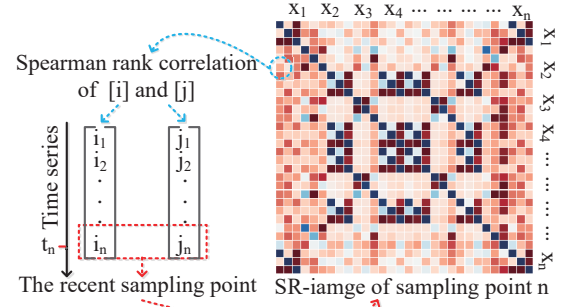 x1 x2 x3 x4 ... ... ... ... xn
x1
x2
x3
x4
...
...
...
...
xn
Spearman rank correlation
of [i] and [j]
Time series
tn
i1
i2
.
.
.
in
j1
j2
.
.
.
jn
The recent sampling point
SR-iamge of sampling point n